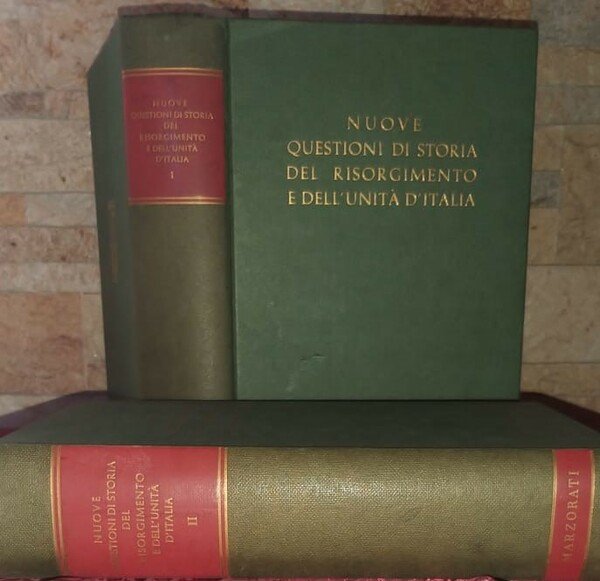 NUOVE
QUESTIONI DI STORIA
DEL
RISORGIMENTO
E DELL'UNITÀ
D'ITALIA
I
NUOVE
QUESTIONI DI STORIA
DEL RISORGIMENTO
E DELL'UNITÀ D'ITALIA
NUOVE
QUESTIONI DI STORIA
DEL
RISORGIMENTO
E DELL'UNITÀ
D'ITALIA
II
MARZORATI